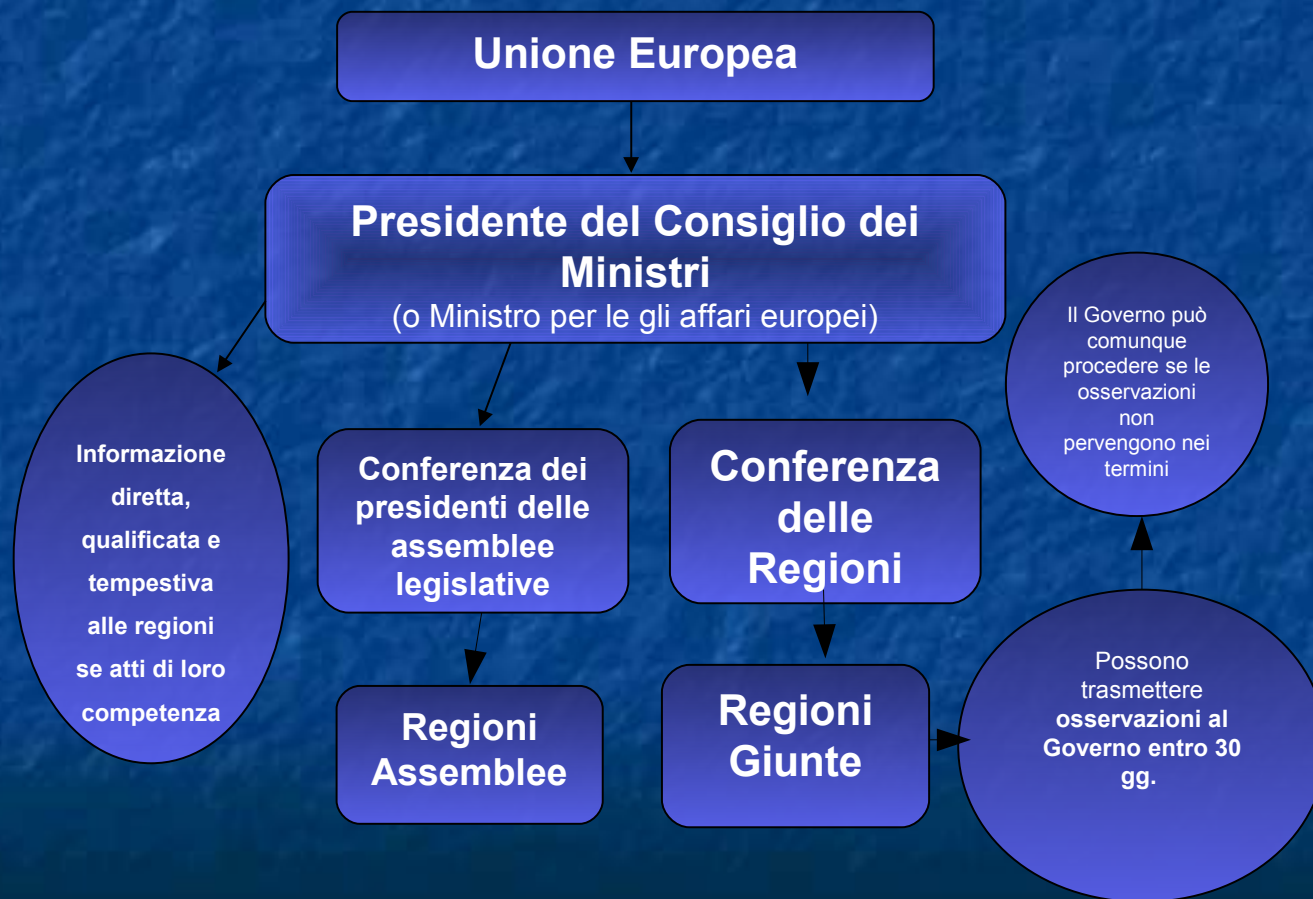 Unione Europea
Presidente del Consiglio dei
Ministri
(o Ministro per le gli affari europei)
Informazione
diretta,
qualificata e
tempestiva
alle regioni
se atti di loro
competenza
Conferenza dei
presidenti delle
assemblee
legislative
Conferenza
delle
Regioni
Il Governo può
comunque
procedere se le
osservazioni
non
pervengono nei
termini
Regioni
Assemblee
Regioni
Giunte
Possono
trasmettere
osservazioni al
Governo entro 30
gg.